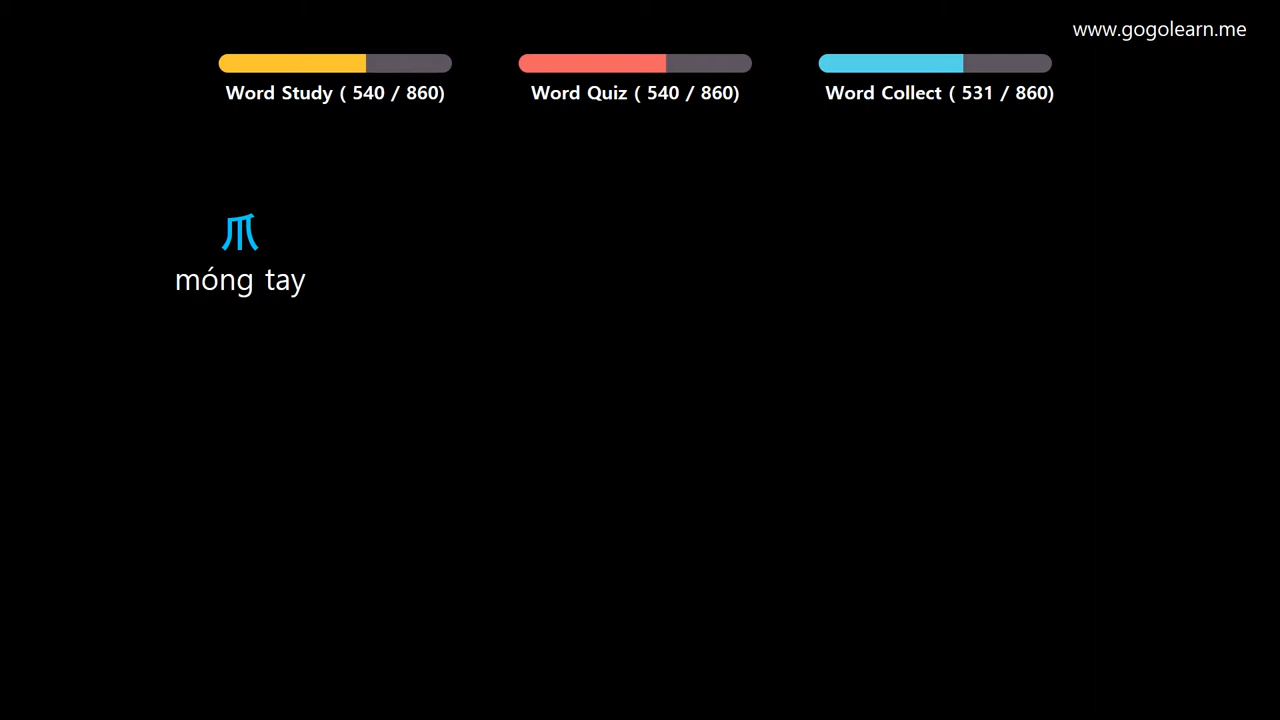 www.gogolearn.me
Word Study ( 540 / 860)
Word Quiz ( 540 / 860)
Word Collect ( 531 / 860)
爪
móng tay